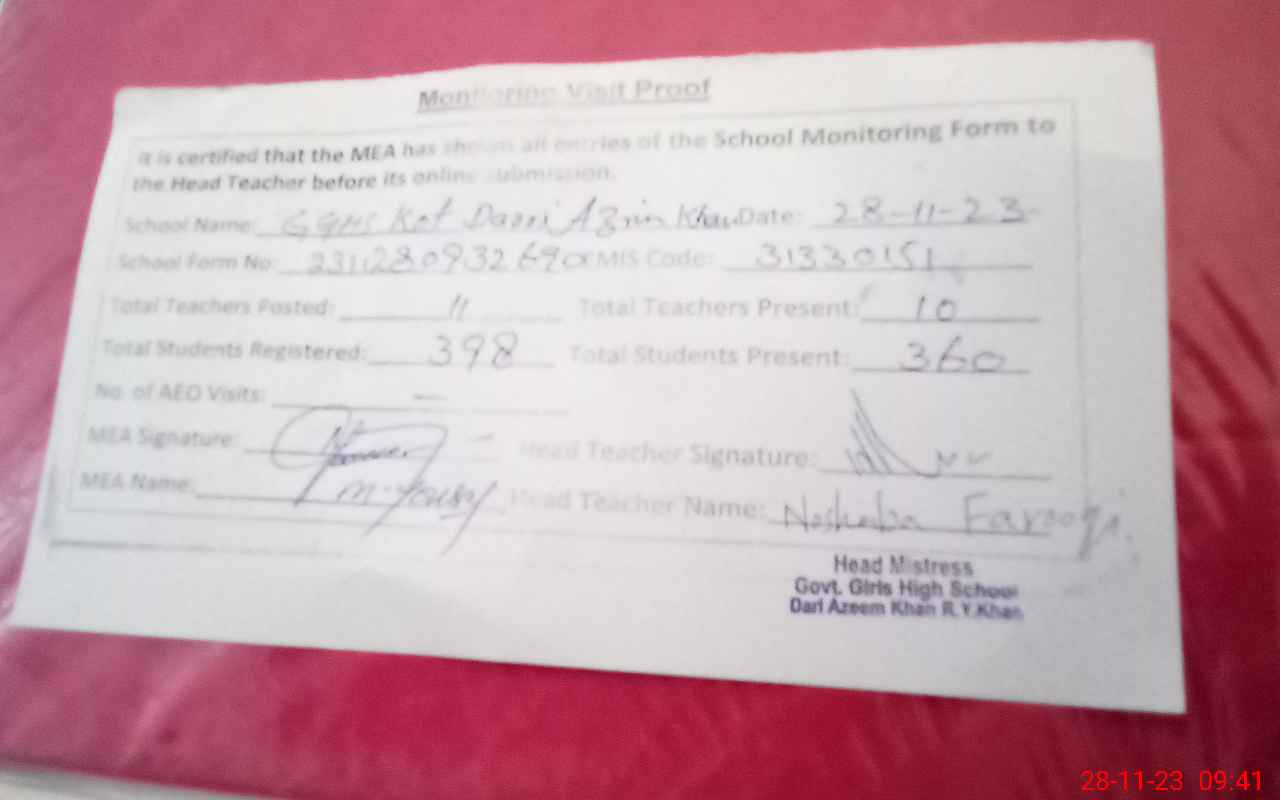 Monitoring Visit Proof
It is certified that the MEA has shown all entries of the School Monitoring Form to
the Head Teacher before its online submission.
School Name: GGHS Kot Daari Azrin Khan Date: 28-11-23
School Form No: EMIS Code: 31330151
Total Teachers Posted: 11 Total Teachers Present: 10
Total Students Registered: 398 Total Students Present: 360
No. of AEO Visits: —
MEA Signature: Head Teacher Signature:
MEA Name: M. Yousaf Head Teacher Name: Noshaba Farooqi
Head Mistress
Govt. Girls High School
Dari Azeem Khan R.Y.Khan
28-11-23 09:41